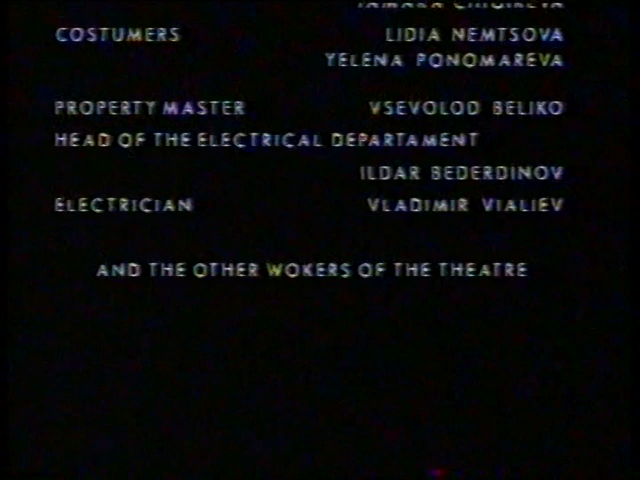 COSTUMERS LIDIA NEMTSOVA
YELENA PONOMAREVA
PROPERTY MASTER VSEVOLOD BELIKO
HEAD OF THE ELECTRICAL DEPARTAMENT
ILDAR BEDERDINOV
ELECTRICIAN VLADIMIR VIALIEV
AND THE OTHER WOKERS OF THE THEATRE